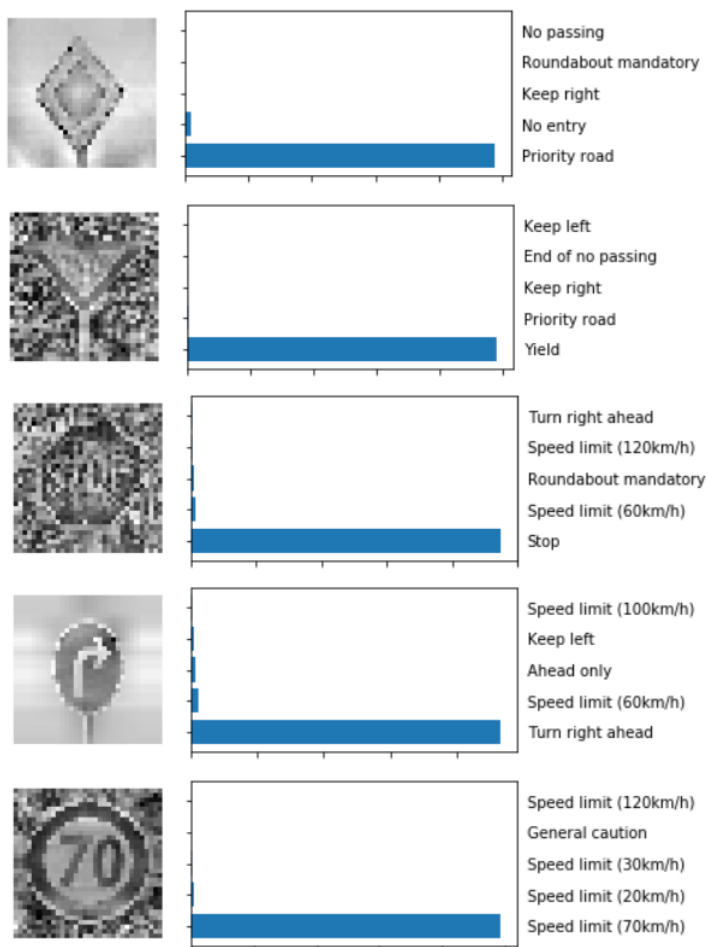 No passing
Roundabout mandatory
Keep right
No entry
Priority road
Keep left
End of no passing
Keep right
Priority road
Yield
Turn right ahead
Speed limit (120km/h)
Roundabout mandatory
Speed limit (60km/h)
Stop
Speed limit (100km/h)
Keep left
Ahead only
Speed limit (60km/h)
Turn right ahead
70
Speed limit (120km/h)
General caution
Speed limit (30km/h)
Speed limit (20km/h)
Speed limit (70km/h)